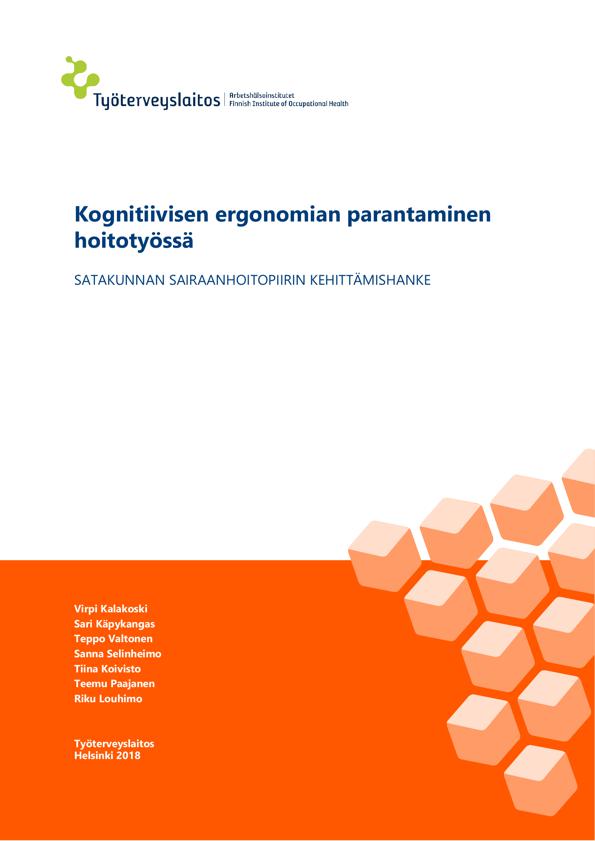 Työterveyslaitos
Arbetshälsoinstitutet
Finnish Institute of Occupational Health
Kognitiivisen ergonomian parantaminen
hoitotyössä
SATAKUNNAN SAIRAANHOITOPIIRIN KEHITTÄMISHANKE
Virpi Kalakoski
Sari Käpykangas
Teppo Valtonen
Sanna Selinheimo
Tiina Koivisto
Teemu Paajanen
Riku Louhimo
Työterveyslaitos
Helsinki 2018